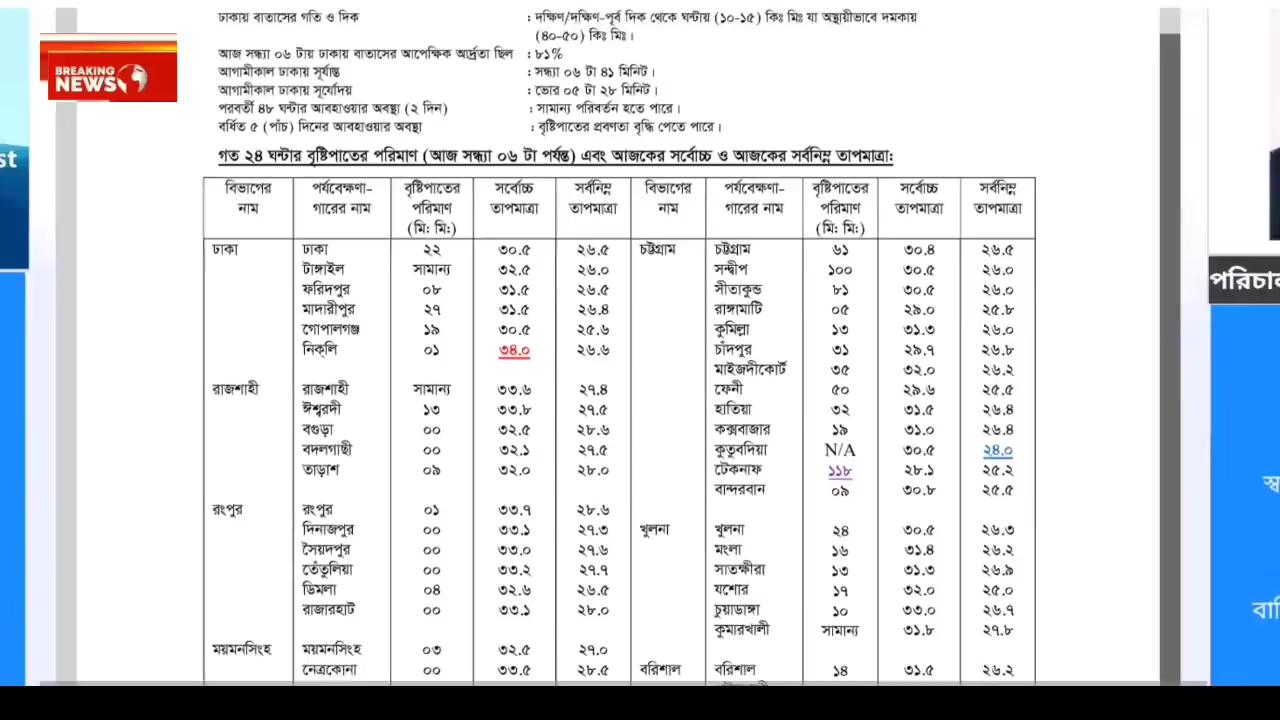 ঢাকায় বাতাসের গতি ও দিক : দক্ষিণ/দক্ষিণ-পূর্ব দিক থেকে ঘন্টায় (১০-১৫) কিঃ মিঃ যা অস্থায়ীভাবে দমকায়
(৪০-৫০) কিঃ মিঃ।
আজ সন্ধ্যা ০৬ টায় ঢাকায় বাতাসের আপেক্ষিক আর্দ্রতা ছিল : ৮১%
আগামীকাল ঢাকায় সূর্যাস্ত : সন্ধ্যা ০৬ টা ৪১ মিনিট।
আগামীকাল ঢাকায় সূর্যোদয় : ভোর ০৫ টা ২৮ মিনিট।
পরবর্তী ৪৮ ঘন্টার আবহাওয়ার অবস্থা (২ দিন) : সামান্য পরিবর্তন হতে পারে।
বর্ধিত ৫ (পাঁচ) দিনের আবহাওয়ার অবস্থা : বৃষ্টিপাতের প্রবণতা বৃদ্ধি পেতে পারে।
BREAKING
NEWS
গত ২৪ ঘন্টার বৃষ্টিপাতের পরিমাণ (আজ সন্ধ্যা ০৬ টা পর্যন্ত) এবং আজকের সর্বোচ্চ ও আজকের সর্বনিম্ন তাপমাত্রা:
বিভাগের পর্যবেক্ষণা- বৃষ্টিপাতের সর্বোচ্চ সর্বনিম্ন বিভাগের পর্যবেক্ষণা- বৃষ্টিপাতের সর্বোচ্চ সর্বনিম্ন
নাম গারের নাম পরিমাণ তাপমাত্রা তাপমাত্রা নাম গারের নাম পরিমাণ তাপমাত্রা তাপমাত্রা
(মি: মি:) (মি: মি:)
ঢাকা ঢাকা ২২ ৩০.৫ ২৬.৫ চট্টগ্রাম চট্টগ্রাম ৬১ ৩০.৪ ২৬.৫
টাঙ্গাইল সামান্য ৩২.৫ ২৬.০ সন্দ্বীপ ১০০ ৩০.৫ ২৬.০
ফরিদপুর ০৮ ৩১.৫ ২৬.৫ সীতাকুন্ড ৮১ ৩০.৫ ২৬.০
মাদারীপুর ২৭ ৩১.৫ ২৬.৪ রাঙ্গামাটি ০৫ ২৯.০ ২৫.৮
গোপালগঞ্জ ১৯ ৩০.৫ ২৫.৬ কুমিল্লা ১৩ ৩১.৩ ২৬.০
নিক্‌লি ০১ ৩৪.০ ২৬.৬ চাঁদপুর ৩১ ২৯.৭ ২৬.৮
মাইজদীকোর্ট ৩৫ ৩২.০ ২৬.২
রাজশাহী রাজশাহী সামান্য ৩৩.৬ ২৭.৪ ফেনী ৫০ ২৯.৬ ২৫.৫
ঈশ্বরদী ১৩ ৩৩.৮ ২৭.৫ হাতিয়া ৩২ ৩১.৫ ২৬.৪
বগুড়া ০০ ৩২.৫ ২৮.৬ কক্সবাজার ১৯ ৩১.০ ২৬.৪
বদলগাছী ০০ ৩২.১ ২৭.৫ কুতুবদিয়া N/A ৩০.৫ ২৪.০
তাড়াশ ০৯ ৩২.০ ২৮.০ টেকনাফ ১১৮ ২৮.১ ২৫.২
বান্দরবান ০৯ ৩০.৮ ২৫.৫
রংপুর রংপুর ০১ ৩৩.৭ ২৮.৬
দিনাজপুর ০০ ৩৩.১ ২৭.৩ খুলনা খুলনা ২৪ ৩০.৫ ২৬.৩
সৈয়দপুর ০০ ৩৩.০ ২৭.৬ মংলা ১৬ ৩১.৪ ২৬.২
তেঁতুলিয়া ০০ ৩৩.২ ২৭.৭ সাতক্ষীরা ১৩ ৩১.৩ ২৬.৯
ডিমলা ০৪ ৩২.৬ ২৬.৫ যশোর ১৭ ৩২.০ ২৫.০
রাজারহাট ০০ ৩৩.১ ২৮.০ চুয়াডাঙ্গা ১০ ৩৩.০ ২৬.৭
কুমারখালী সামান্য ৩১.৮ ২৭.৮
ময়মনসিংহ ময়মনসিংহ ০৩ ৩২.৫ ২৭.০
নেত্রকোনা ০০ ৩৩.৫ ২৮.৫ বরিশাল বরিশাল ১৪ ৩১.৫ ২৬.২
st
পরিচা